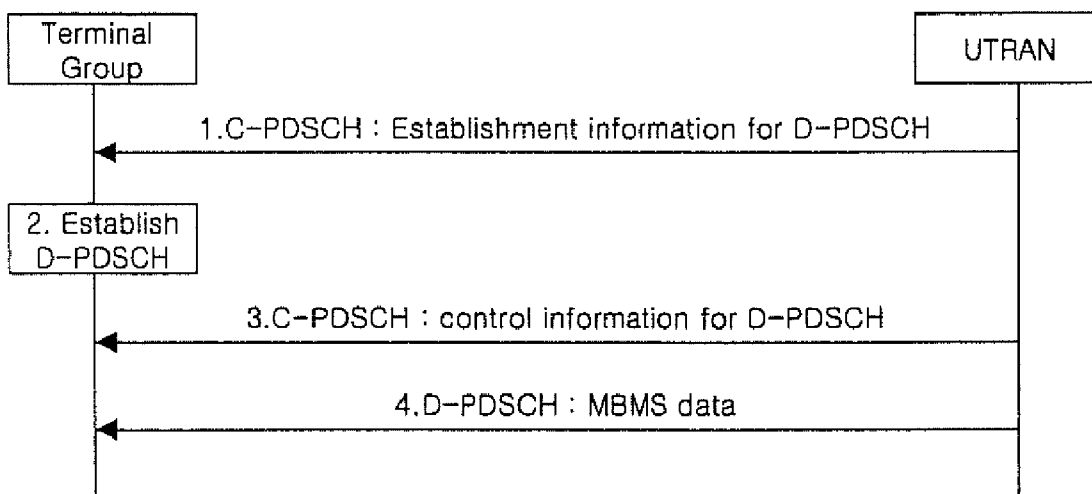 Terminal
Group
UTRAN
1.C-PDSCH : Establishment information for D-PDSCH
2. Establish
D-PDSCH
3.C-PDSCH : control information for D-PDSCH
4.D-PDSCH : MBMS data